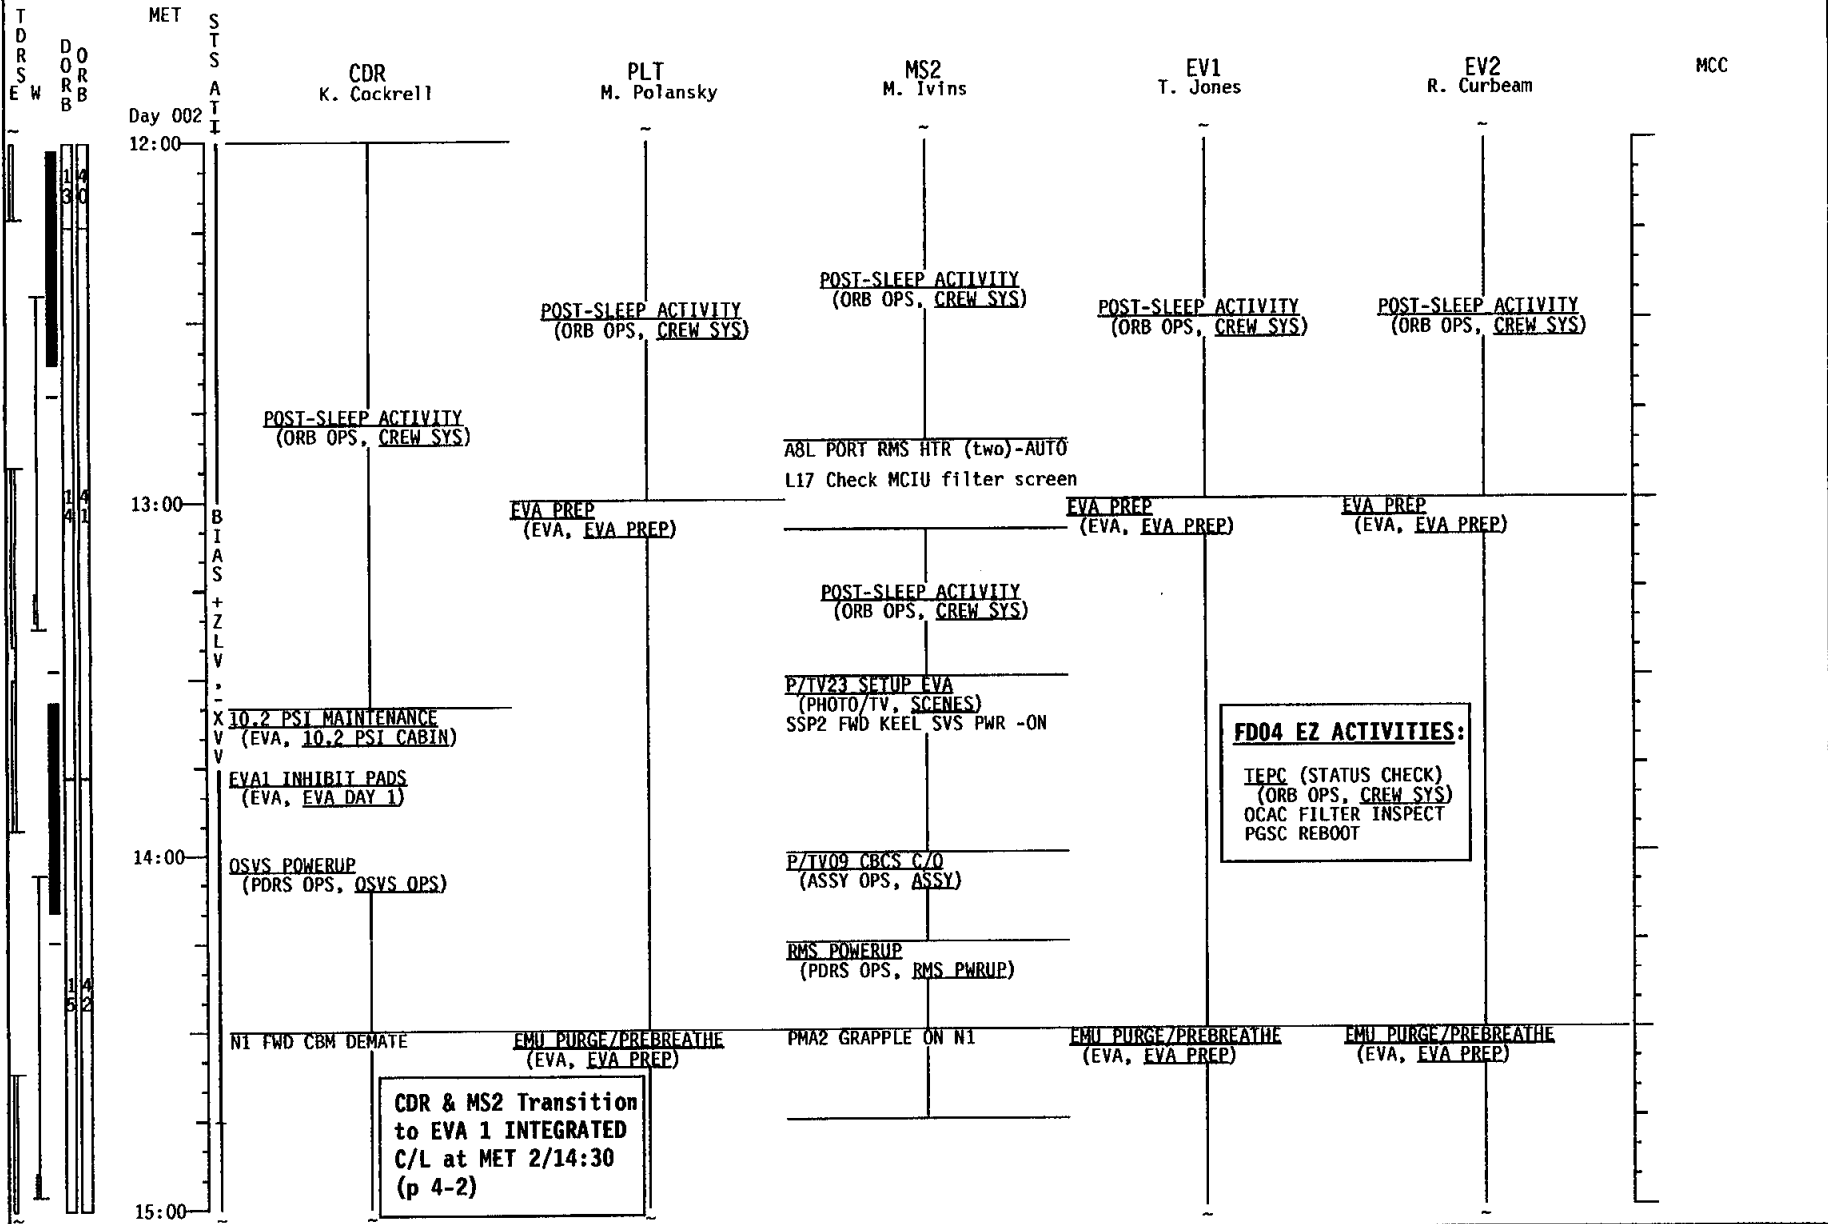 TDRS
E W
DORB
ORB
MET
STS ATT
CDR
K. Cockrell
PLT
M. Polansky
MS2
M. Ivins
EV1
T. Jones
EV2
R. Curbeam
MCC
Day 002
12:00
13
40
POST-SLEEP ACTIVITY
(ORB OPS, CREW SYS)
POST-SLEEP ACTIVITY
(ORB OPS, CREW SYS)
POST-SLEEP ACTIVITY
(ORB OPS, CREW SYS)
POST-SLEEP ACTIVITY
(ORB OPS, CREW SYS)
POST-SLEEP ACTIVITY
(ORB OPS, CREW SYS)
A8L PORT RMS HTR (two)-AUTO
L17 Check MCIU filter screen
14
41
13:00
BIAS +ZLV,-XVV
EVA PREP
(EVA, EVA PREP)
EVA PREP
(EVA, EVA PREP)
EVA PREP
(EVA, EVA PREP)
POST-SLEEP ACTIVITY
(ORB OPS, CREW SYS)
P/TV23 SETUP EVA
(PHOTO/TV, SCENES)
SSP2 FWD KEEL SVS PWR -ON
10.2 PSI MAINTENANCE
(EVA, 10.2 PSI CABIN)
EVA1 INHIBIT PADS
(EVA, EVA DAY 1)
FD04 EZ ACTIVITIES:
TEPC (STATUS CHECK)
(ORB OPS, CREW SYS)
OCAC FILTER INSPECT
PGSC REBOOT
14:00
OSVS POWERUP
(PDRS OPS, OSVS OPS)
P/TV09 CBCS C/O
(ASSY OPS, ASSY)
RMS POWERUP
(PDRS OPS, RMS PWRUP)
15
42
N1 FWD CBM DEMATE
EMU PURGE/PREBREATHE
(EVA, EVA PREP)
PMA2 GRAPPLE ON N1
EMU PURGE/PREBREATHE
(EVA, EVA PREP)
EMU PURGE/PREBREATHE
(EVA, EVA PREP)
CDR & MS2 Transition
to EVA 1 INTEGRATED
C/L at MET 2/14:30
(p 4-2)
15:00